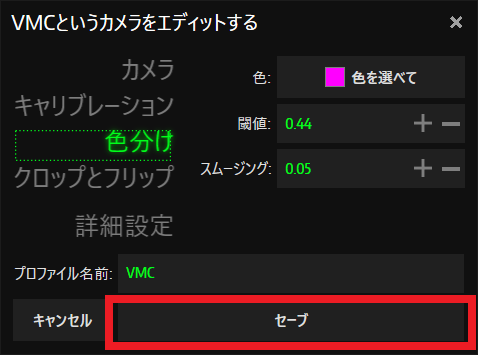 VMCというカメラをエディットする
カメラ
キャリブレーション
色分け
クロップとフリップ
詳細設定
色: 色を選べて
閾値: 0.44
スムージング: 0.05
プロファイル名前: VMC
キャンセル セーブ